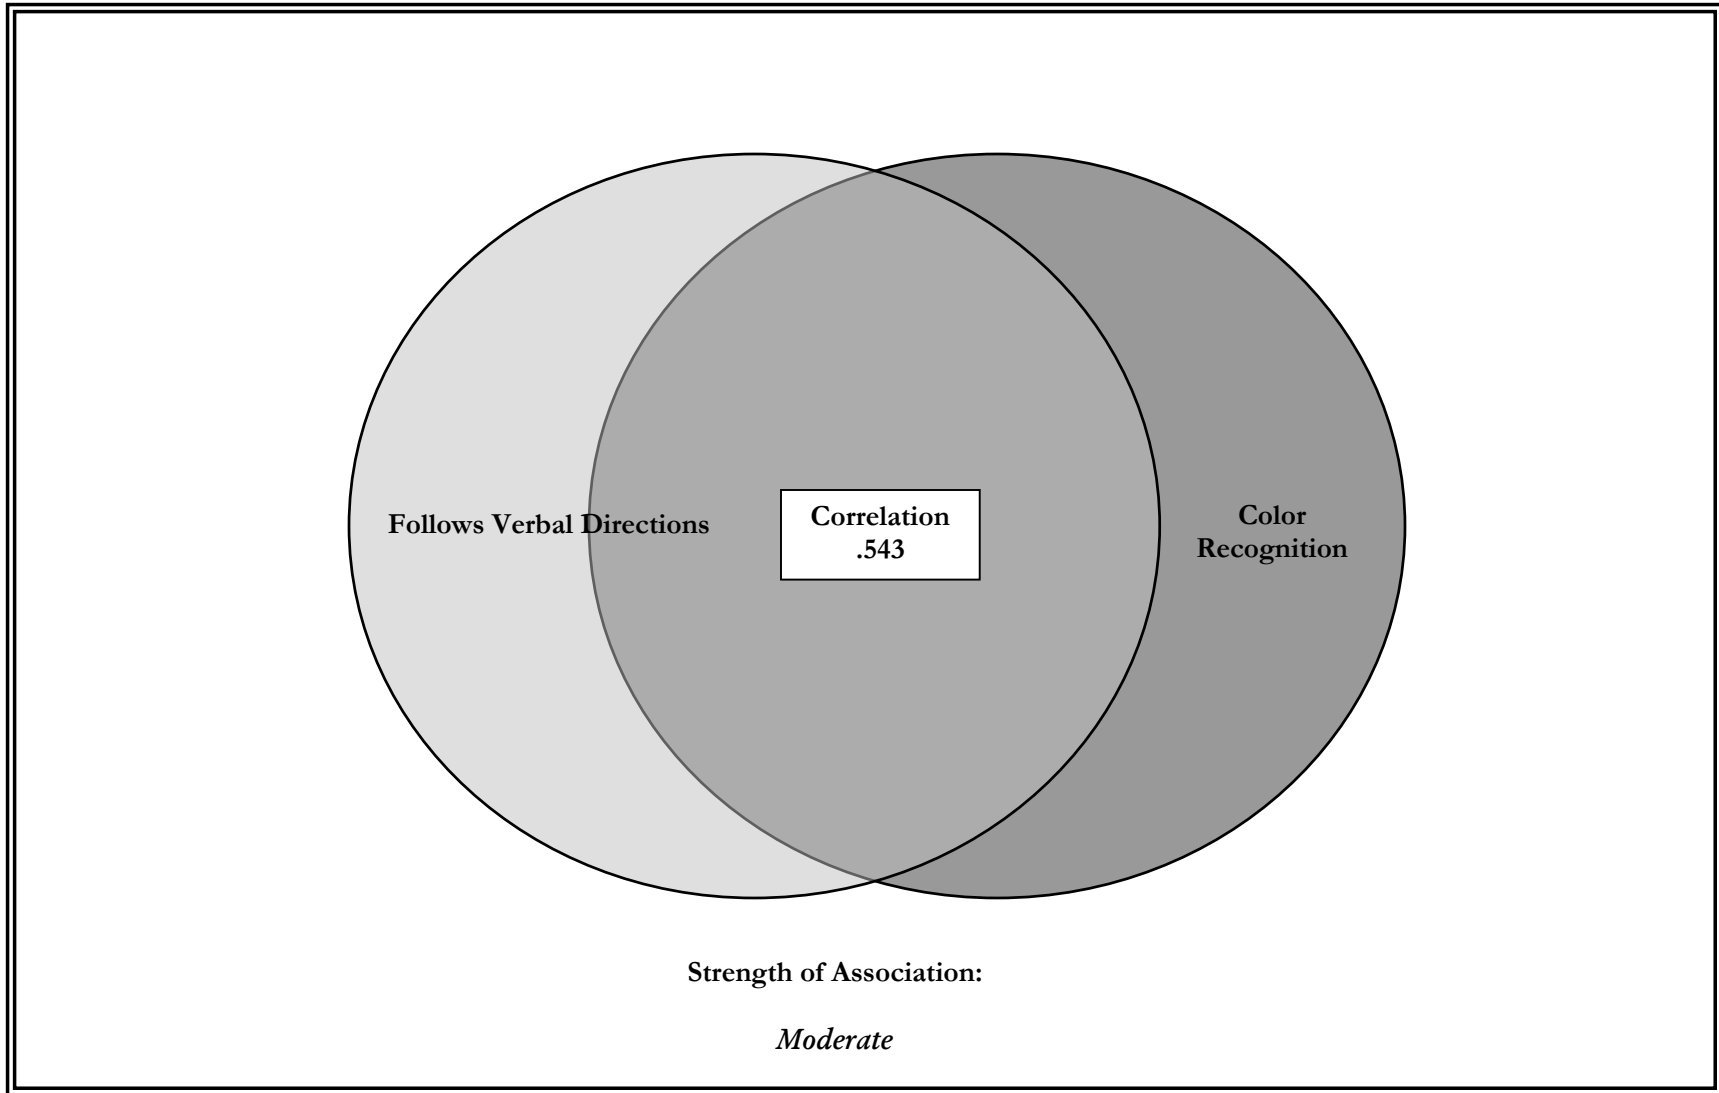 Follows Verbal Directions
Correlation
.543
Color
Recognition
Strength of Association:
Moderate